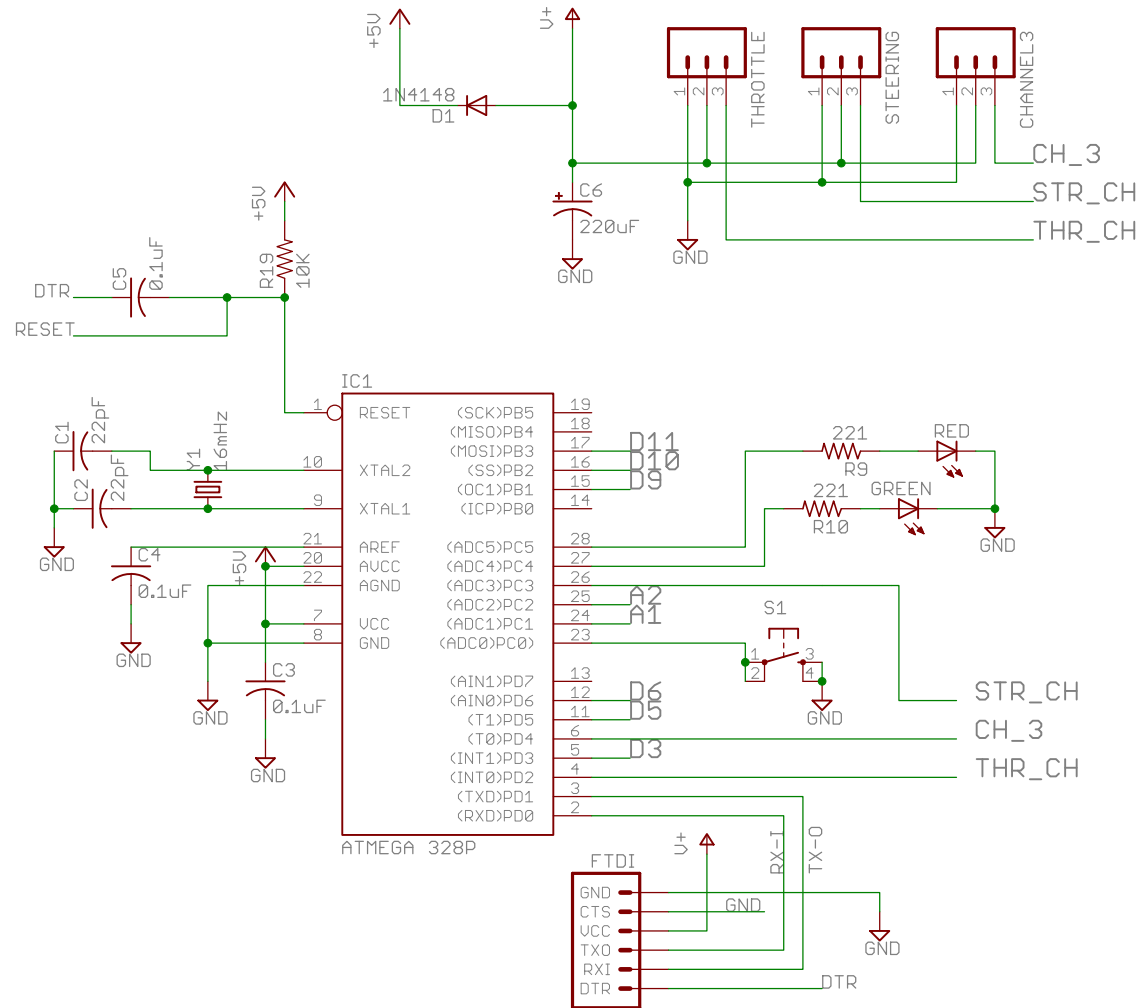 +5V
V+
1N4148
D1
1
2
3
THROTTLE
1
2
3
STEERING
1
2
3
CHANNEL3
CH_3
STR_CH
THR_CH
C6
220uF
GND
GND
+5V
R19
10K
C5
0.1uF
DTR
RESET
IC1
1
RESET
10
XTAL2
9
XTAL1
21
AREF
20
AVCC
22
AGND
7
VCC
8
GND
(SCK)PB5
19
(MISO)PB4
18
(MOSI)PB3
17
D11
(SS)PB2
16
D10
(OC1)PB1
15
D9
(ICP)PB0
14
(ADC5)PC5
28
(ADC4)PC4
27
(ADC3)PC3
26
(ADC2)PC2
25
A2
(ADC1)PC1
24
A1
(ADC0)PC0)
23
(AIN1)PD7
13
(AIN0)PD6
12
D6
(T1)PD5
11
D5
(T0)PD4
6
(INT1)PD3
5
D3
(INT0)PD2
4
(TXD)PD1
3
(RXD)PD0
2
ATMEGA 328P
C1
22pF
C2
22pF
Y1
16mHz
GND
C4
0.1uF
GND
+5V
GND
C3
0.1uF
GND
221
R9
RED
221
R10
GREEN
GND
S1
1
2
3
4
GND
STR_CH
CH_3
THR_CH
RX-I
TX-O
V+
FTDI
GND
CTS
VCC
TXO
RXI
DTR
GND
GND
DTR